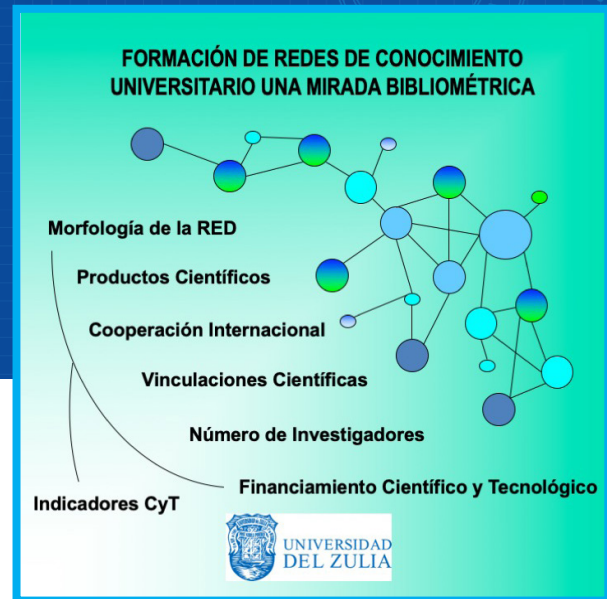 FORMACIÓN DE REDES DE CONOCIMIENTO
UNIVERSITARIO UNA MIRADA BIBLIOMÉTRICA
Morfología de la RED
Productos Científicos
Cooperación Internacional
Vinculaciones Científicas
Número de Investigadores
Financiamiento Científico y Tecnológico
Indicadores CyT
UNIVERSIDAD
DEL ZULIA